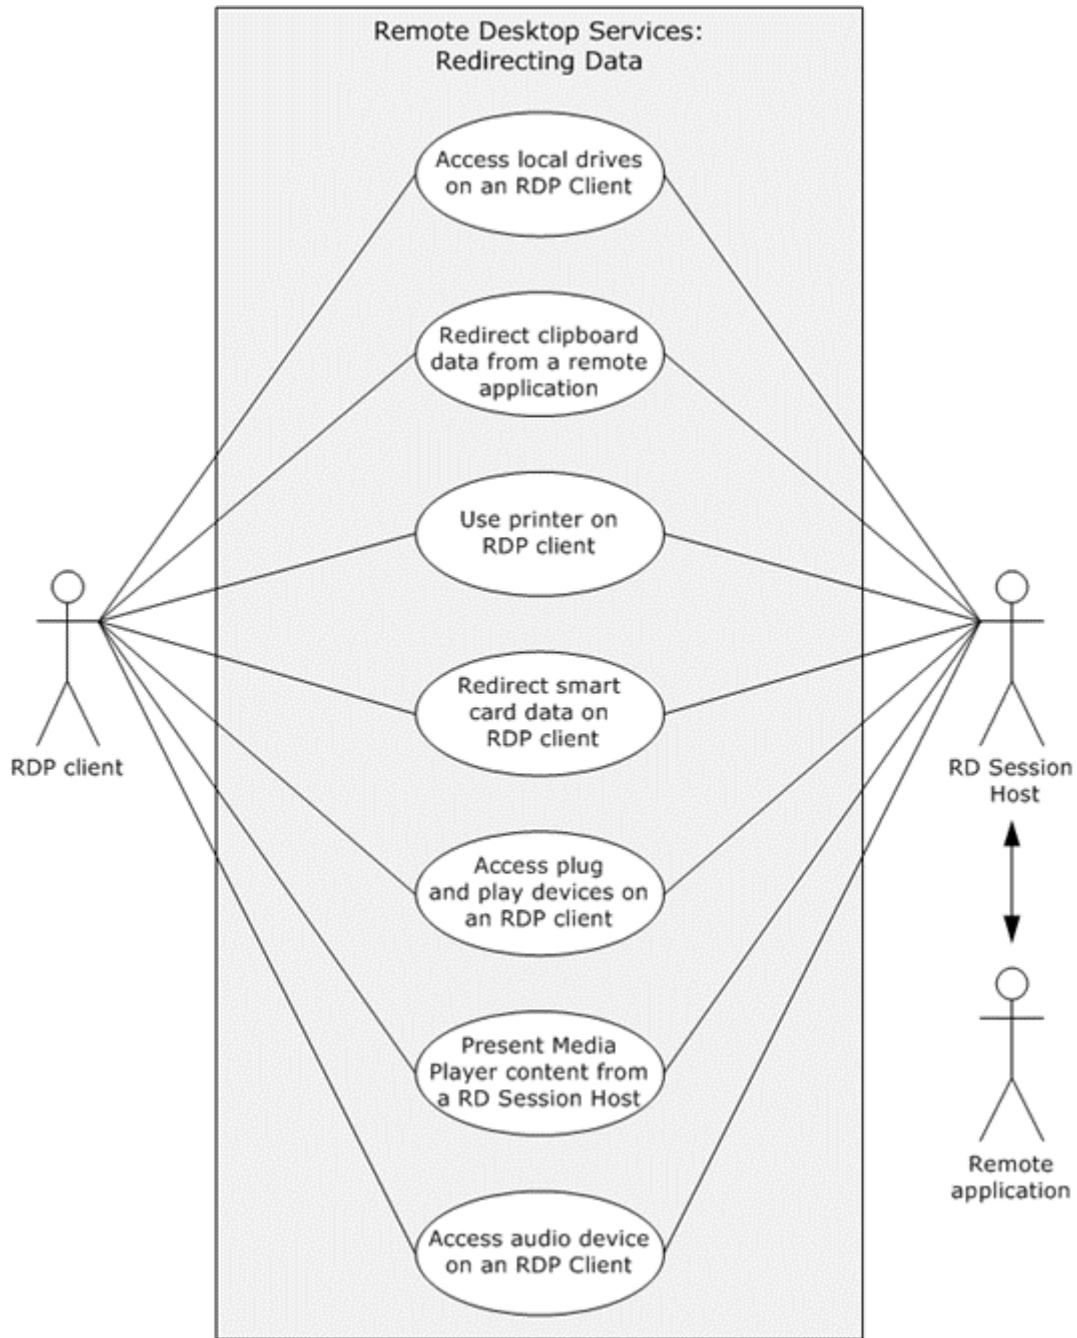 Remote Desktop Services:
Redirecting Data
Access local drives
on an RDP Client
Redirect clipboard
data from a remote
application
Use printer on
RDP client
RDP client
RD Session
Host
Redirect smart
card data on
RDP client
Access plug
and play devices on
an RDP client
Present Media
Player content from
a RD Session Host
Remote
application
Access audio device
on an RDP Client